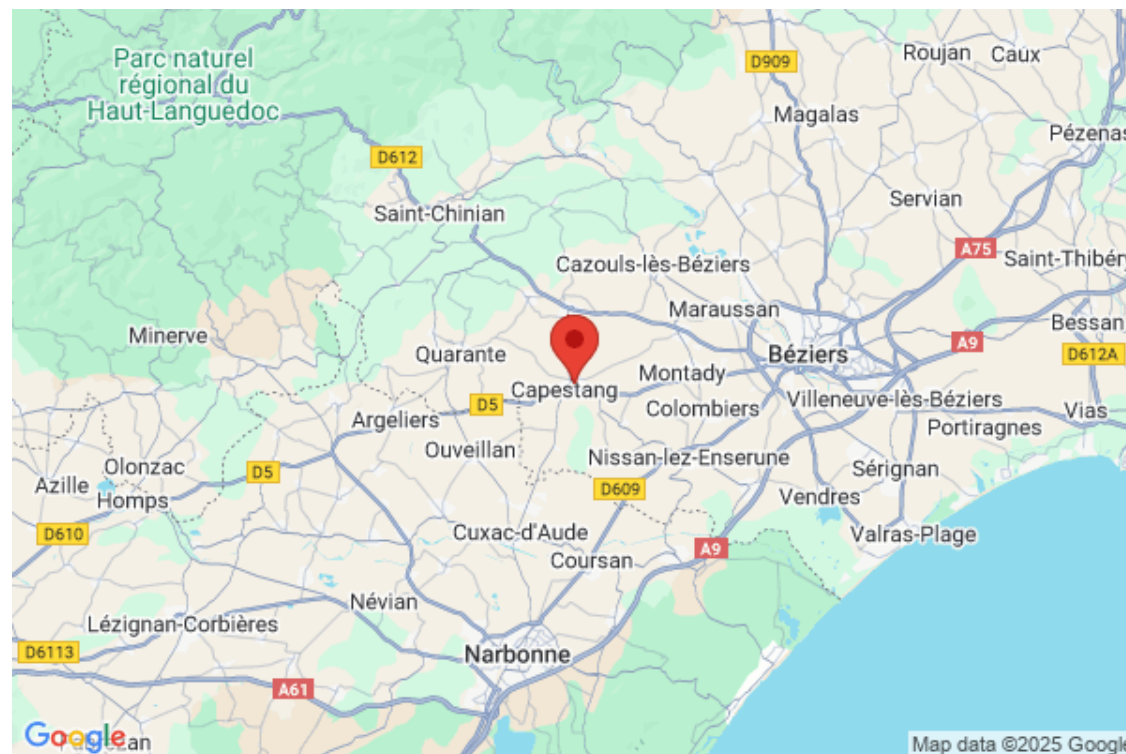 Parc naturel
régional du
Haut-Languedoc
D909
Roujan
Caux
Magalas
Pézenas
D612
Servian
Saint-Chinian
A75
Saint-Thibéry
Cazouls-lès-Béziers
Maraussan
Bessan
Minerve
Quarante
Béziers
A9
D612A
Capestang
Montady
D5
Argeliers
Colombiers
Villeneuve-lès-Béziers
Vias
Portiragnes
Ouveillan
Nissan-lez-Enserune
Olonzac
D5
Sérignan
Azille
Homps
D609
Vendres
D610
Cuxac-d'Aude
Valras-Plage
Coursan
A9
Névian
Lézignan-Corbières
D6113
Narbonne
A61
Google
Map data ©2025 Google